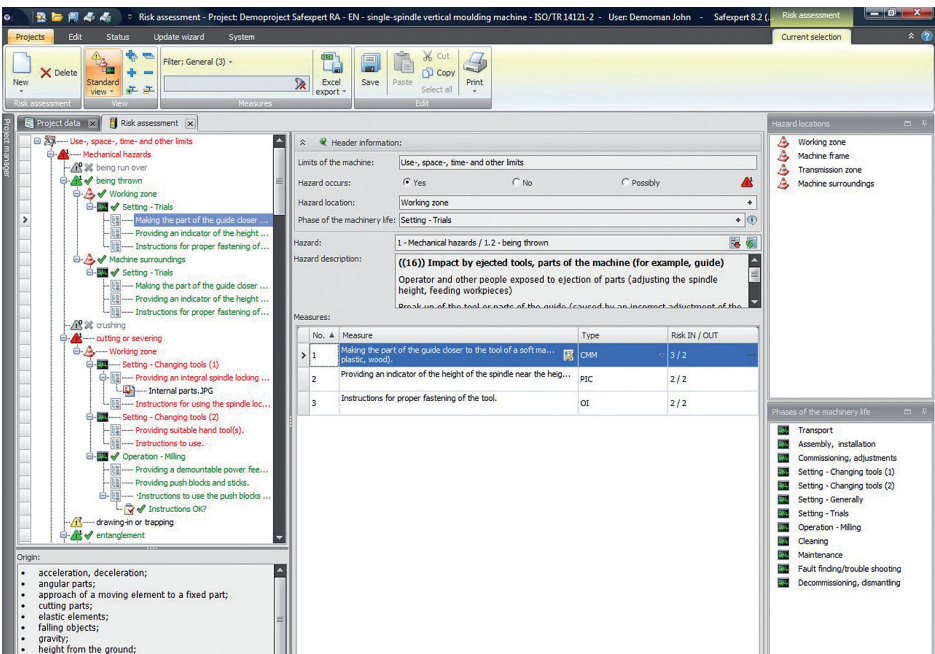 Risk assessment - Project: Demoproject Safexpert RA - EN - single-spindle vertical moulding machine - ISO/TR 14121-2 - User: Demoman John - Safexpert 8.2 (...
Risk assessment
Projects Edit Status Update wizard System
Current selection
New
Delete
Risk assessment
Standard view
View
Filter: General (3)
Measures
Excel export
Save
Paste
Cut
Copy
Select all
Print
Edit
Project manager
Project data
Risk assessment
Use-, space-, time- and other limits
Mechanical hazards
being run over
being thrown
Working zone
Setting - Trials
Making the part of the guide closer ...
Providing an indicator of the height ...
Instructions for proper fastening of...
Machine surroundings
Setting - Trials
Making the part of the guide closer ...
Providing an indicator of the height ...
Instructions for proper fastening of...
crushing
cutting or severing
Working zone
Setting - Changing tools (1)
Providing an integral spindle locking ...
Internal parts.JPG
Instructions for using the spindle loc...
Setting - Changing tools (2)
Providing suitable hand tool(s).
Instructions to use.
Operation - Milling
Providing a demountable power fee...
Providing push blocks and sticks.
Instructions to use the push blocks ...
Instructions OK?
drawing-in or trapping
entanglement
Origin:
• acceleration, deceleration;
• angular parts;
• approach of a moving element to a fixed part;
• cutting parts;
• elastic elements;
• falling objects;
• gravity;
• height from the ground;
Header information:
Limits of the machine: Use-, space-, time- and other limits
Hazard occurs: Yes No Possibly
Hazard location: Working zone
Phase of the machinery life: Setting - Trials
Hazard: 1 - Mechanical hazards / 1.2 - being thrown
Hazard description: ((16)) Impact by ejected tools, parts of the machine (for example, guide)
Operator and other people exposed to ejection of parts (adjusting the spindle
height, feeding workpieces)
Break up of the tool or parts of the guide (caused by an incorrect adjustment of the
Measures:
No. Measure Type Risk IN / OUT
1 Making the part of the guide closer to the tool of a soft ma...
plastic, wood). CMM 3 / 2
2 Providing an indicator of the height of the spindle near the heig... PIC 2 / 2
3 Instructions for proper fastening of the tool. OI 2 / 2
Hazard locations
Working zone
Machine frame
Transmission zone
Machine surroundings
Phases of the machinery life
Transport
Assembly, installation
Commissioning, adjustments
Setting - Changing tools (1)
Setting - Changing tools (2)
Setting - Generally
Setting - Trials
Operation - Milling
Cleaning
Maintenance
Fault finding/trouble shooting
Decommissioning, dismantling